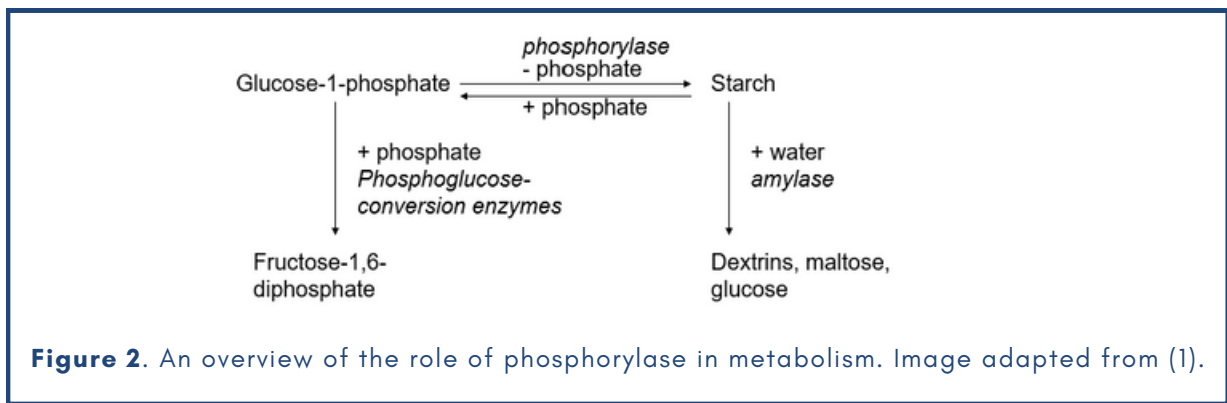 phosphorylase
- phosphate
Glucose-1-phosphate
Starch
+ phosphate
+ phosphate
Phosphoglucose-
conversion enzymes
+ water
amylase
Fructose-1,6-
diphosphate
Dextrins, maltose,
glucose
Figure 2. An overview of the role of phosphorylase in metabolism. Image adapted from (1).